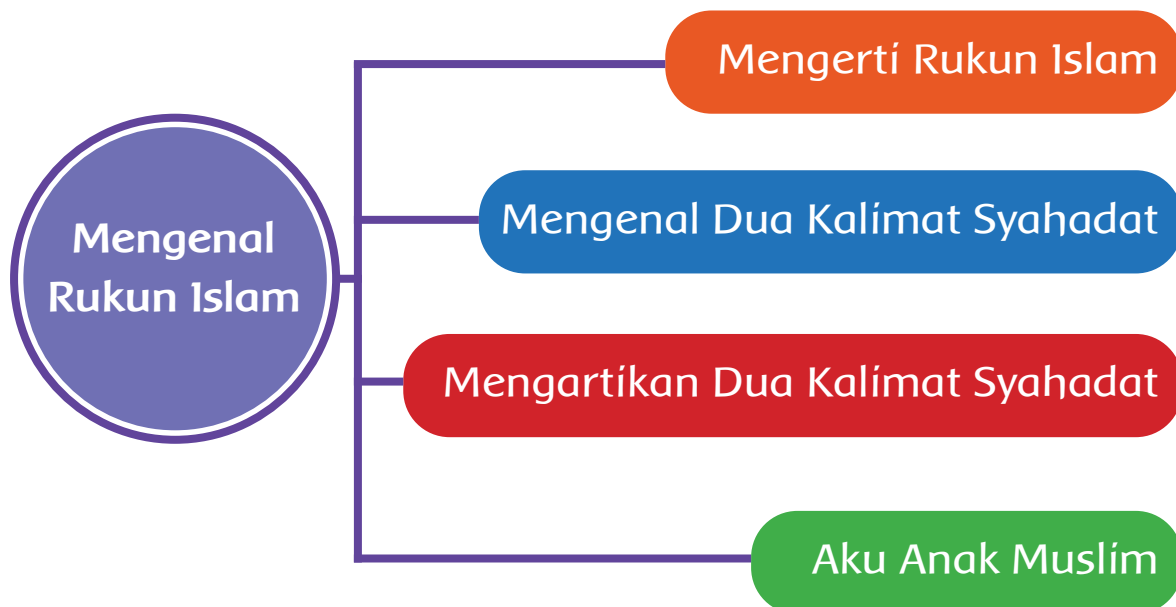 Mengenal
Rukun Islam
Mengerti Rukun Islam
Mengenal Dua Kalimat Syahadat
Mengartikan Dua Kalimat Syahadat
Aku Anak Muslim